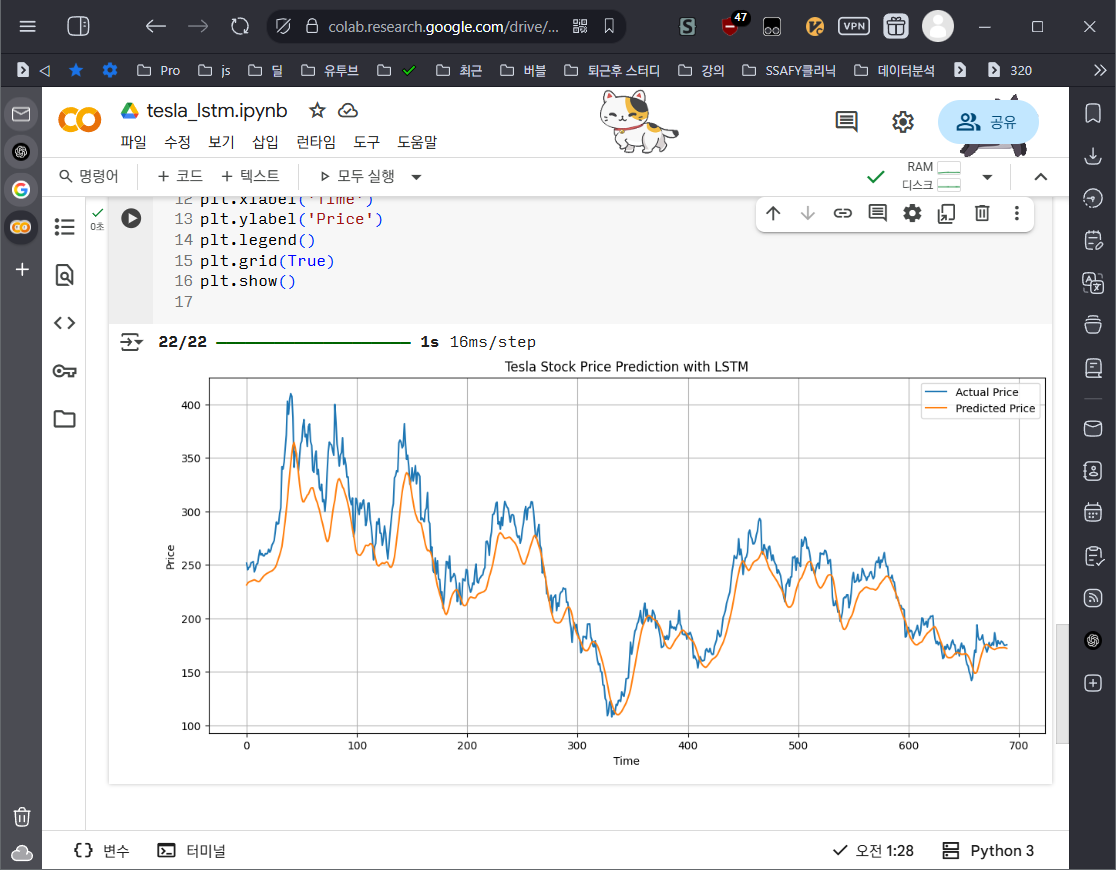 colab.research.google.com/drive/...
47
VPN
Pro
js
딜
유튜브
최근
버블
퇴근후 스터디
강의
SSAFY클리닉
데이터분석
320
tesla_lstm.ipynb
파일 수정 보기 삽입 런타임 도구 도움말
공유
명령어 + 코드 + 텍스트 모두 실행
RAM
디스크
0초
12 plt.xlabel('Time')
13 plt.ylabel('Price')
14 plt.legend()
15 plt.grid(True)
16 plt.show()
17
22/22 1s 16ms/step
Tesla Stock Price Prediction with LSTM
Actual Price
Predicted Price
400
350
300
250
200
150
100
Price
0 100 200 300 400 500 600 700
Time
변수 터미널 오전 1:28 Python 3